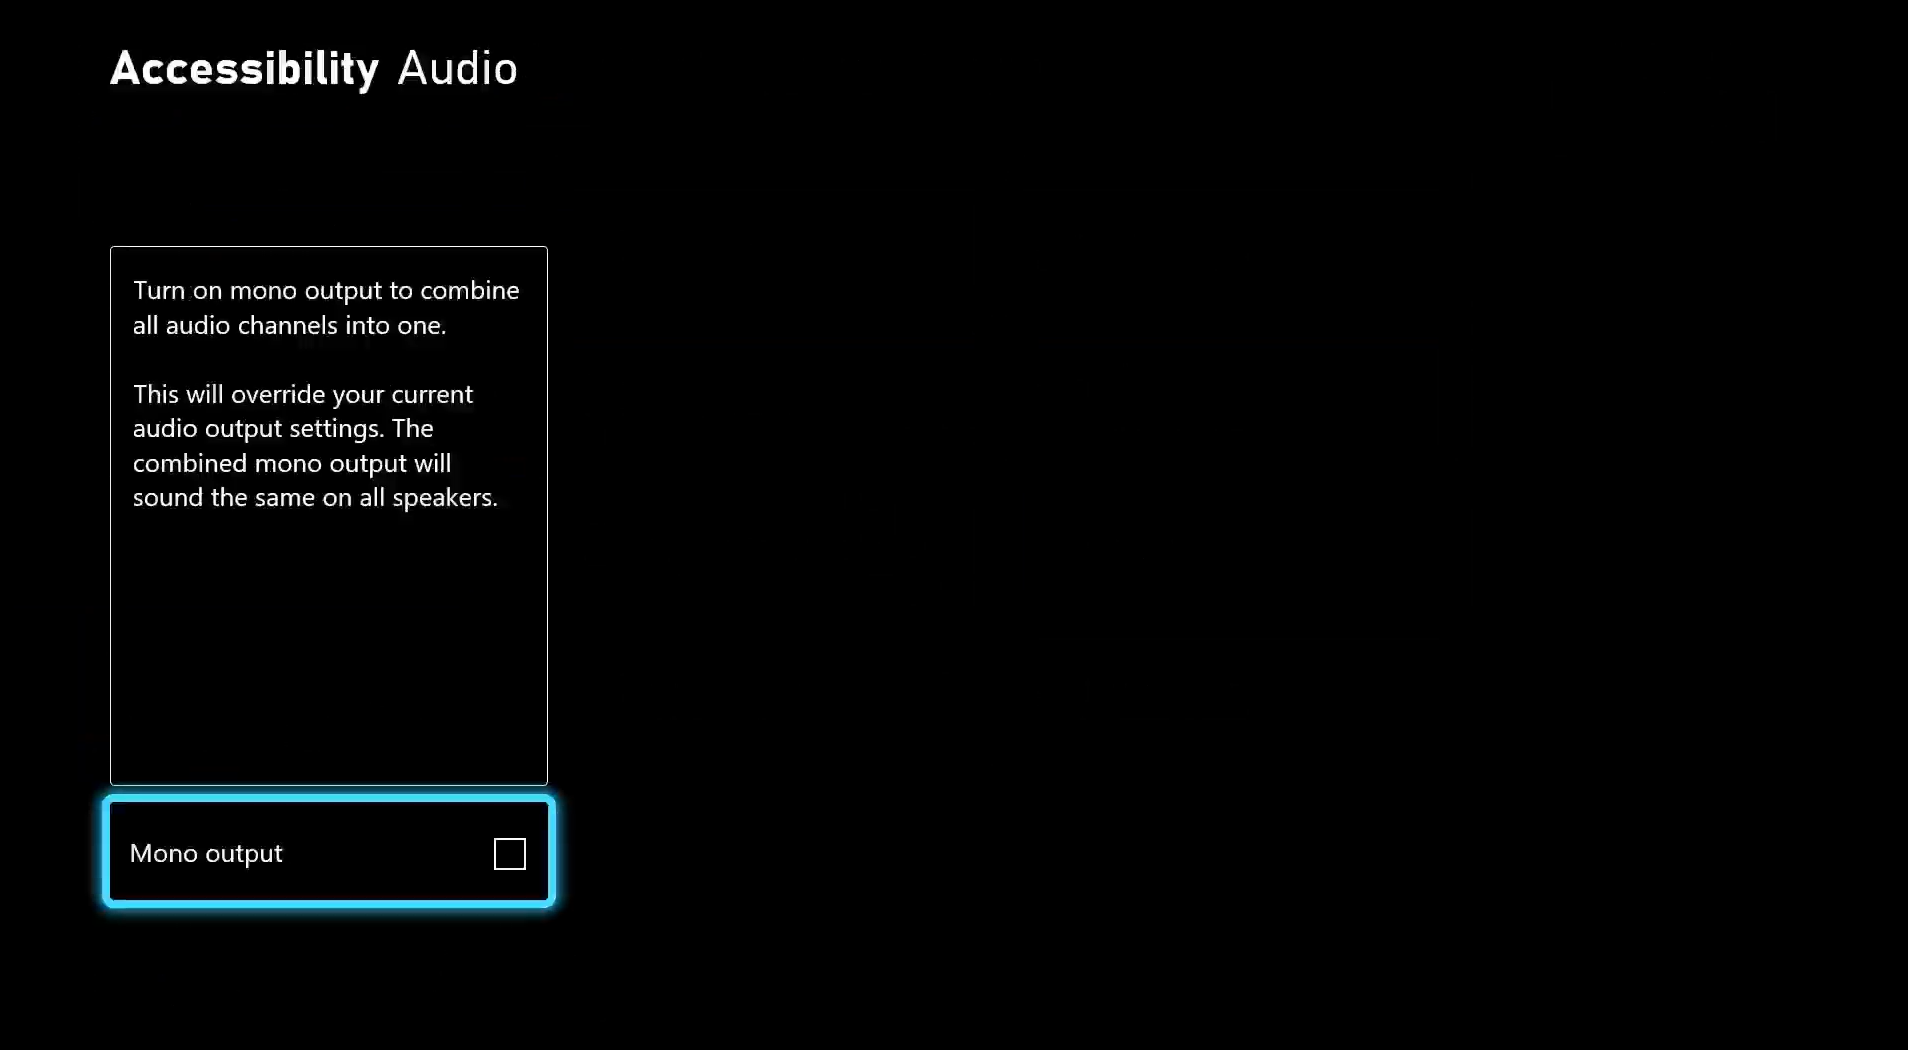 Accessibility Audio
Turn on mono output to combine
all audio channels into one.
This will override your current
audio output settings. The
combined mono output will
sound the same on all speakers.
Mono output